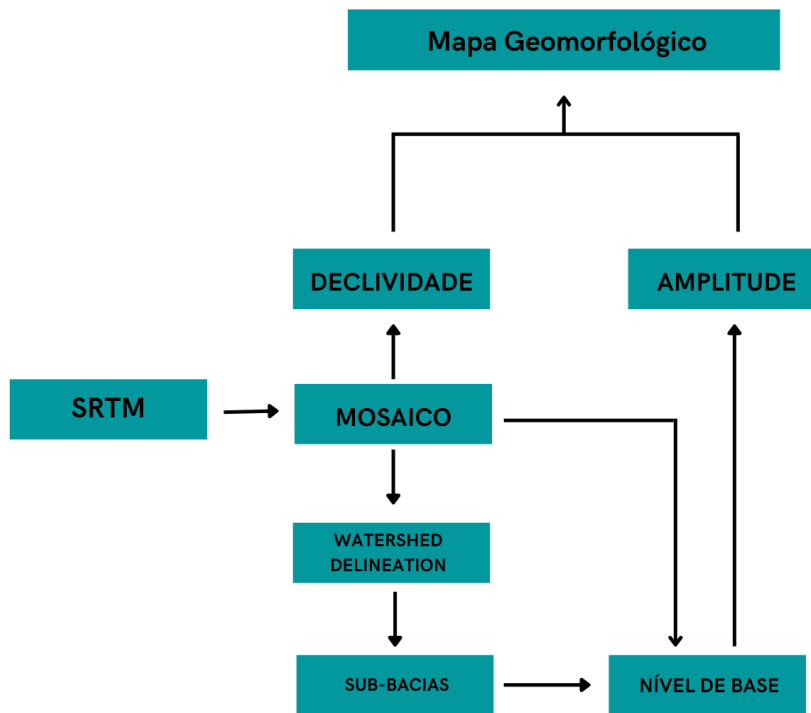 Mapa Geomorfológico
DECLIVIDADE
AMPLITUDE
SRTM
MOSAICO
WATERSHED
DELINEATION
SUB-BACIAS
NÍVEL DE BASE